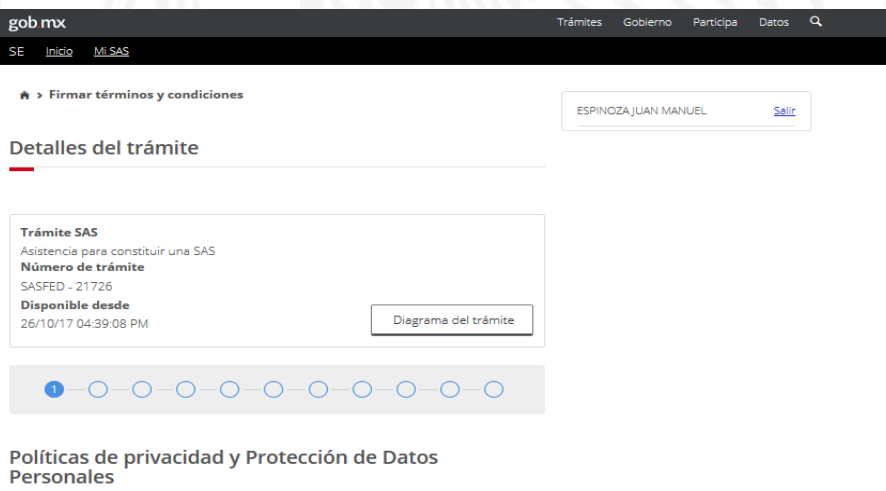 gob.mx Trámites Gobierno Participa Datos
SE Inicio Mi SAS
> Firmar términos y condiciones
ESPINOZA JUAN MANUEL Salir
Detalles del trámite
Trámite SAS
Asistencia para constituir una SAS
Número de trámite
SASFED - 21726
Disponible desde
26/10/17 04:39:08 PM
Diagrama del trámite
1
Políticas de privacidad y Protección de Datos
Personales